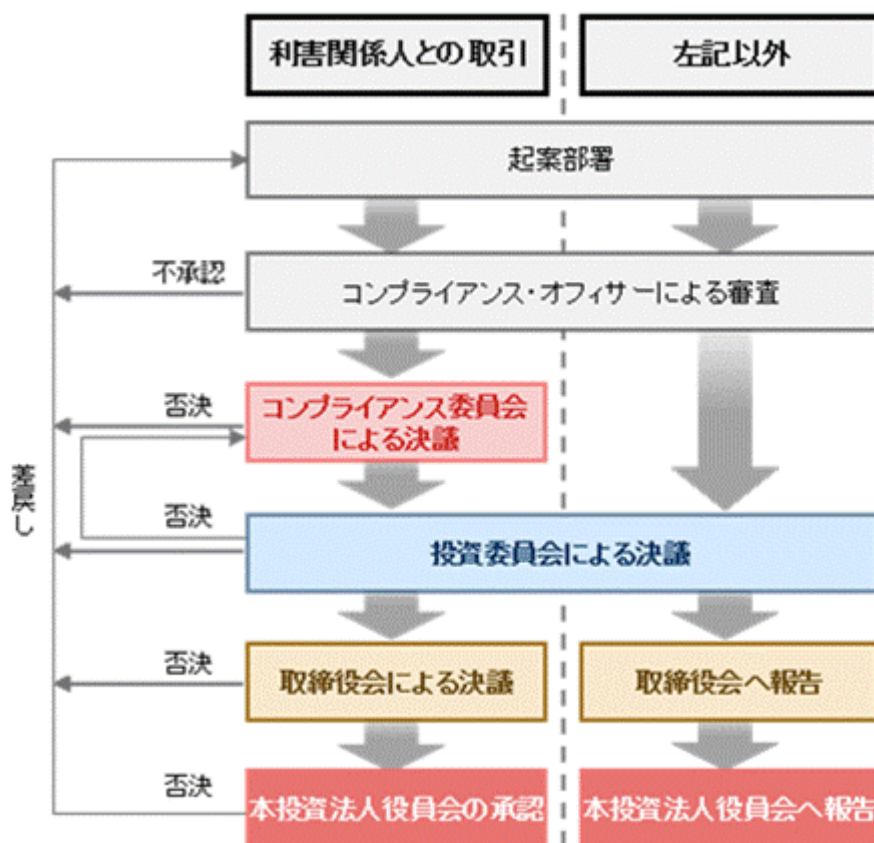 利害関係人との取引
左記以外
起案部署
不承認
コンプライアンス・オフィサーによる審査
否決
コンプライアンス委員会
による決議
差戻し
否決
投資委員会による決議
否決
取締役会による決議
取締役会へ報告
否決
本投資法人役員会の承認
本投資法人役員会へ報告